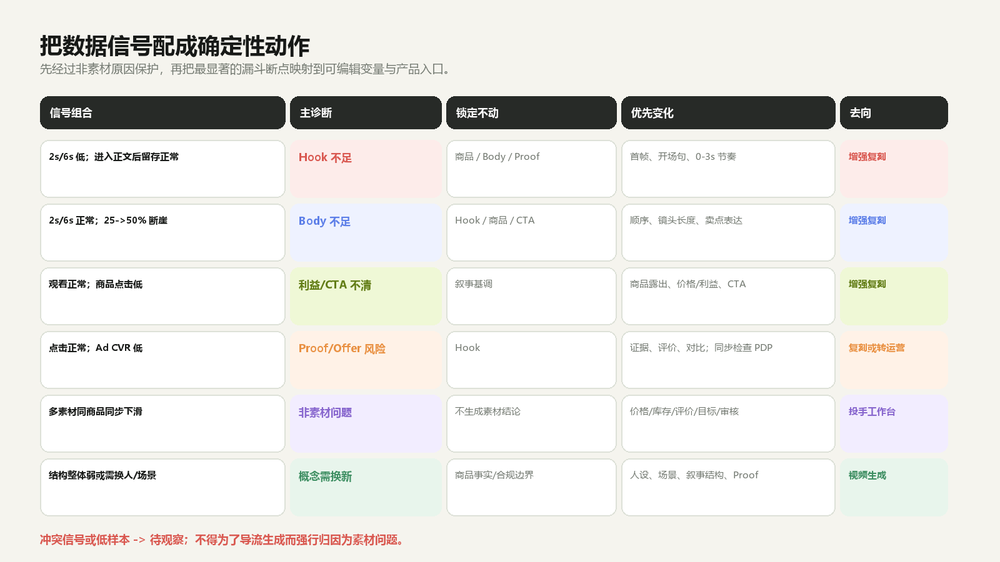 把数据信号配成确定性动作
先经过非素材原因保护，再把最显著的漏斗断点映射到可编辑变量与产品入口。
信号组合 主诊断 锁定不动 优先变化 去向
2s/6s 低；进入正文后留存正常 Hook 不足 商品 / Body / Proof 首帧、开场句、0-3s 节奏 增强复刻
2s/6s 正常；25->50% 断崖 Body 不足 Hook / 商品 / CTA 顺序、镜头长度、卖点表达 增强复刻
观看正常；商品点击低 利益/CTA 不清 叙事基调 商品露出、价格/利益、CTA 增强复刻
点击正常；Ad CVR 低 Proof/Offer 风险 Hook 证据、评价、对比；同步检查 PDP 复刻或转运营
多素材同商品同步下滑 非素材问题 不生成素材结论 价格/库存/评价/目标/审核 投手工作台
结构整体弱或需换人/场景 概念需换新 商品事实/合规边界 人设、场景、叙事结构、Proof 视频生成
冲突信号或低样本 -> 待观察；不得为了导流生成而强行归因为素材问题。